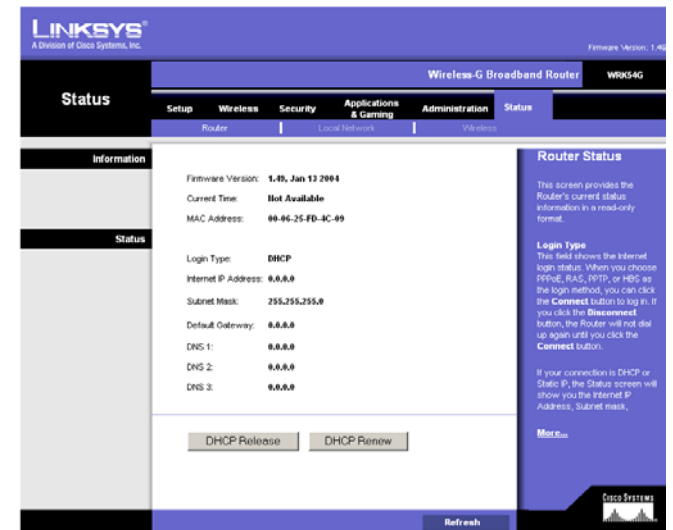 LINKSYS®
A Division of Cisco Systems, Inc.
Firmware Version: 1.49
Wireless-G Broadband Router WRK54G
Status
Setup Wireless Security Applications & Gaming Administration Status
Router Local Network Wireless
Information
Firmware Version: 1.49, Jan 13 2004
Current Time: Not Available
MAC Address: 00-06-25-FD-4C-09
Status
Login Type: DHCP
Internet IP Address: 0.0.0.0
Subnet Mask: 255.255.255.0
Default Gateway: 0.0.0.0
DNS 1: 0.0.0.0
DNS 2: 0.0.0.0
DNS 3: 0.0.0.0
DHCP Release DHCP Renew
Router Status
This screen provides the
Router's current status
information in a read-only
format.
Login Type
This field shows the Internet
login status. When you choose
PPPoE, RAS, PPTP, or HBS as
the login method, you can click
the Connect button to log in. If
you click the Disconnect
button, the Router will not dial
up again until you click the
Connect button.
If your connection is DHCP or
Static IP, the Status screen will
show you the Internet IP
Address, Subnet mask,
More...
Refresh
CISCO SYSTEMS